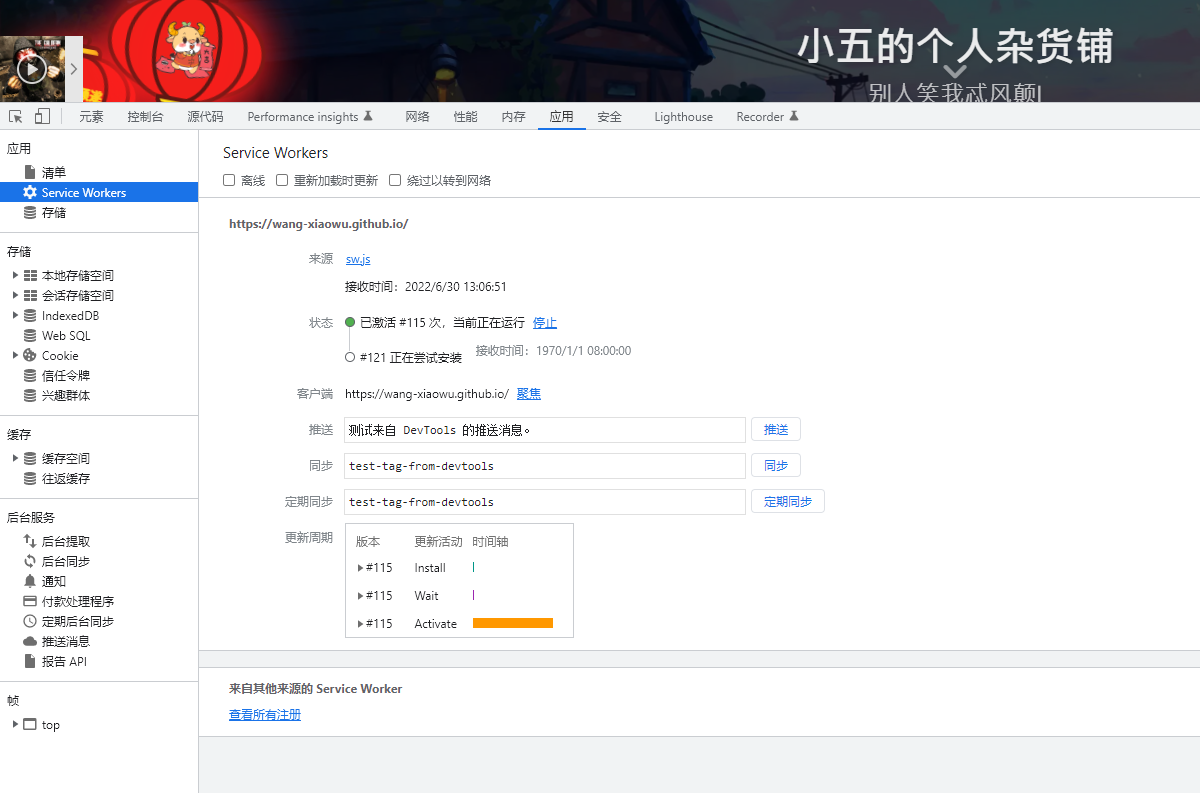 小五的个人杂货铺
别人笑我忒风颠|
元素 控制台 源代码 Performance insights 网络 性能 内存 应用 安全 Lighthouse Recorder
应用
清单
Service Workers
存储
存储
本地存储空间
会话存储空间
IndexedDB
Web SQL
Cookie
信任令牌
兴趣群体
缓存
缓存空间
往返缓存
后台服务
后台提取
后台同步
通知
付款处理程序
定期后台同步
推送消息
报告 API
帧
top
Service Workers
离线 重新加载时更新 绕过以转到网络
https://wang-xiaowu.github.io/
来源 sw.js
接收时间：2022/6/30 13:06:51
状态 已激活 #115 次，当前正在运行 停止
#121 正在尝试安装 接收时间：1970/1/1 08:00:00
客户端 https://wang-xiaowu.github.io/ 聚焦
推送 测试来自 DevTools 的推送消息。 推送
同步 test-tag-from-devtools 同步
定期同步 test-tag-from-devtools 定期同步
更新周期 版本 更新活动 时间轴
#115 Install
#115 Wait
#115 Activate
来自其他来源的 Service Worker
查看所有注册